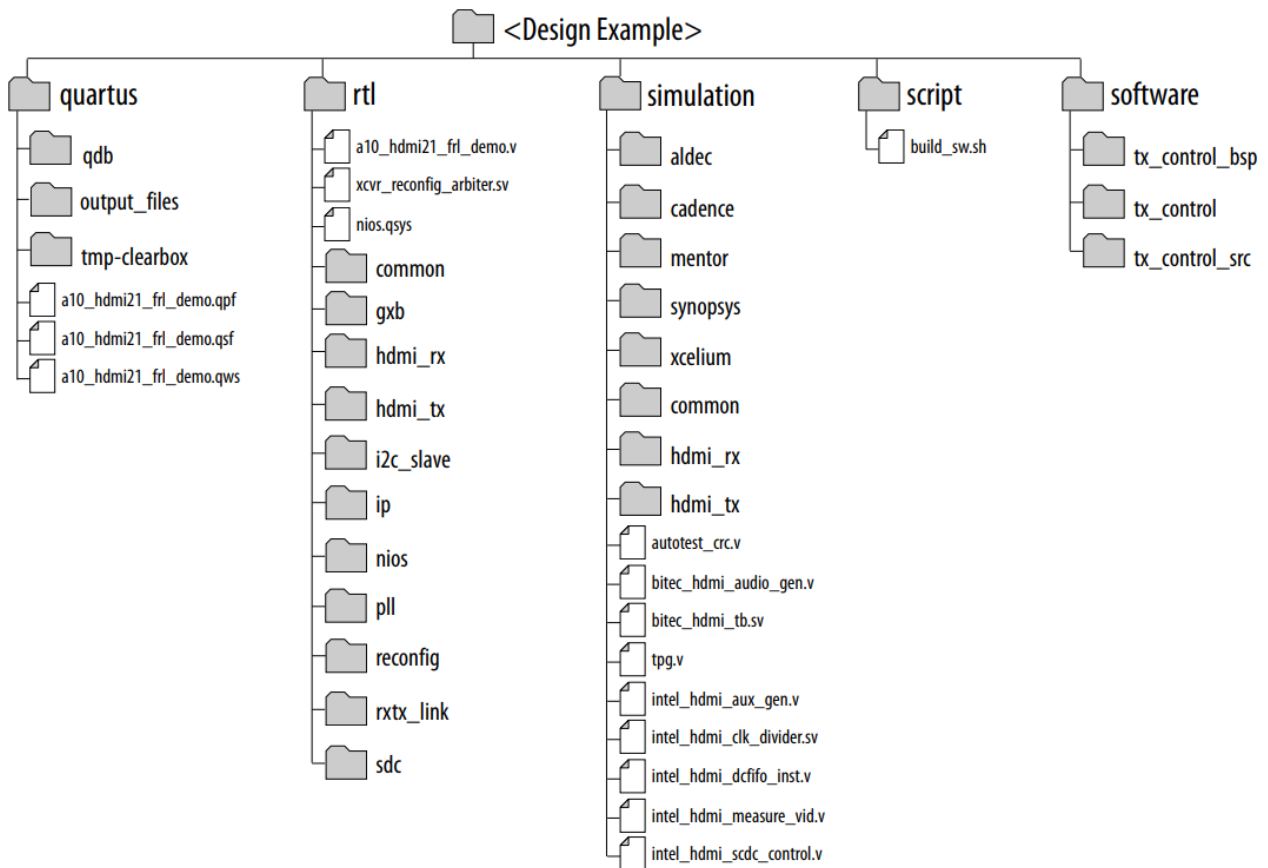 <Design Example>
quartus
qdb
output_files
tmp-clearbox
a10_hdmi21_frl_demo.qpf
a10_hdmi21_frl_demo.qsf
a10_hdmi21_frl_demo.qws
rtl
a10_hdmi21_frl_demo.v
xcvr_reconfig_arbiter.sv
nios.qsys
common
gxb
hdmi_rx
hdmi_tx
i2c_slave
ip
nios
pll
reconfig
rxtx_link
sdc
simulation
aldec
cadence
mentor
synopsys
xcelium
common
hdmi_rx
hdmi_tx
autotest_crc.v
bitec_hdmi_audio_gen.v
bitec_hdmi_tb.sv
tpg.v
intel_hdmi_aux_gen.v
intel_hdmi_clk_divider.sv
intel_hdmi_dcfifo_inst.v
intel_hdmi_measure_vid.v
intel_hdmi_scdc_control.v
script
build_sw.sh
software
tx_control_bsp
tx_control
tx_control_src